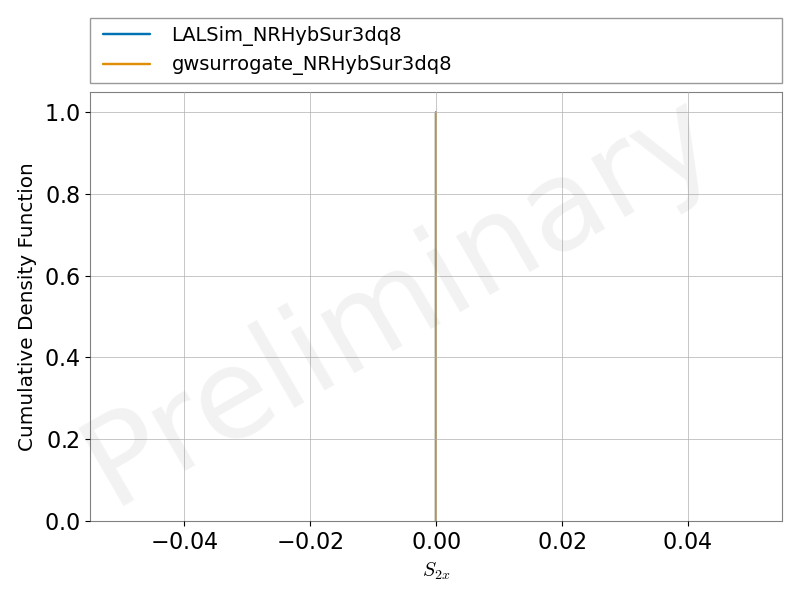 LALSim_NRHybSur3dq8
gwsurrogate_NRHybSur3dq8
Preliminary
Cumulative Density Function
1.0
0.8
0.6
0.4
0.2
0.0
−0.04 −0.02 0.00 0.02 0.04
S2x